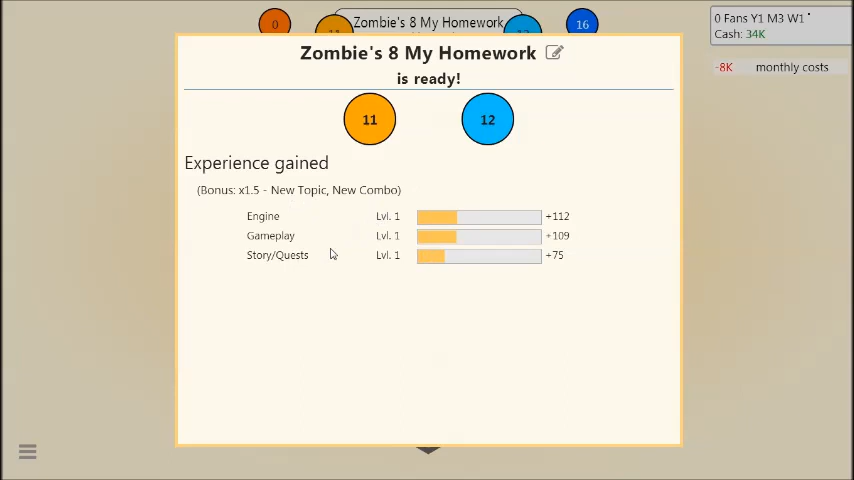 0
Zombie's 8 My Homework
16
0 Fans Y1 M3 W1
Cash: 34K
-8K monthly costs
Zombie's 8 My Homework
is ready!
11
12
Experience gained
(Bonus: x1.5 - New Topic, New Combo)
Engine Lvl. 1 +112
Gameplay Lvl. 1 +109
Story/Quests Lvl. 1 +75